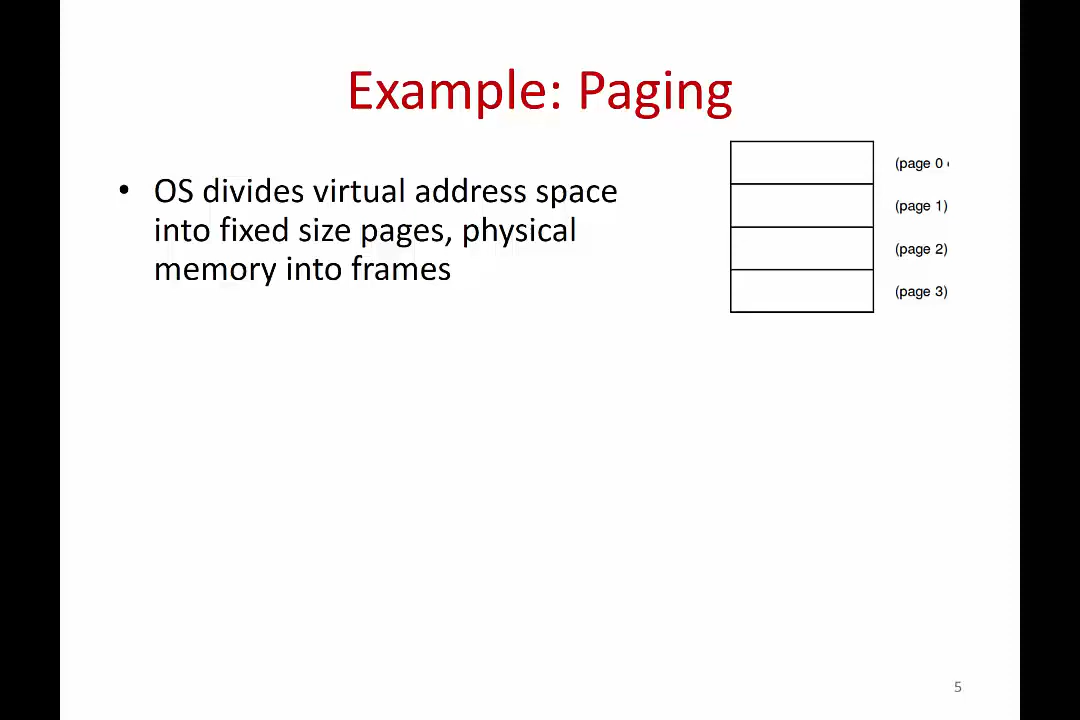 Example: Paging
• OS divides virtual address space
into fixed size pages, physical
memory into frames
(page 0
(page 1)
(page 2)
(page 3)
5